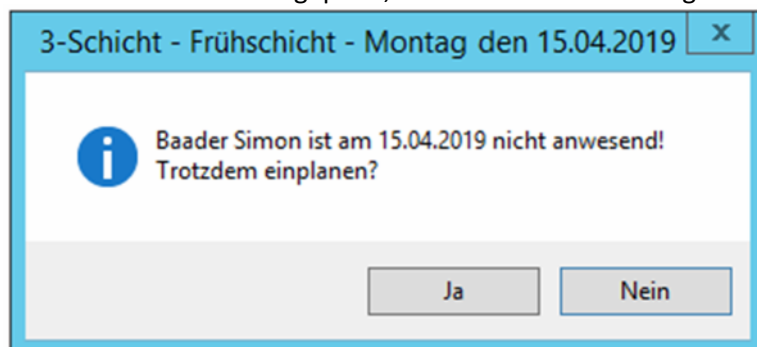 3-Schicht - Frühschicht - Montag den 15.04.2019 x
Baader Simon ist am 15.04.2019 nicht anwesend!
Trotzdem einplanen?
Ja Nein